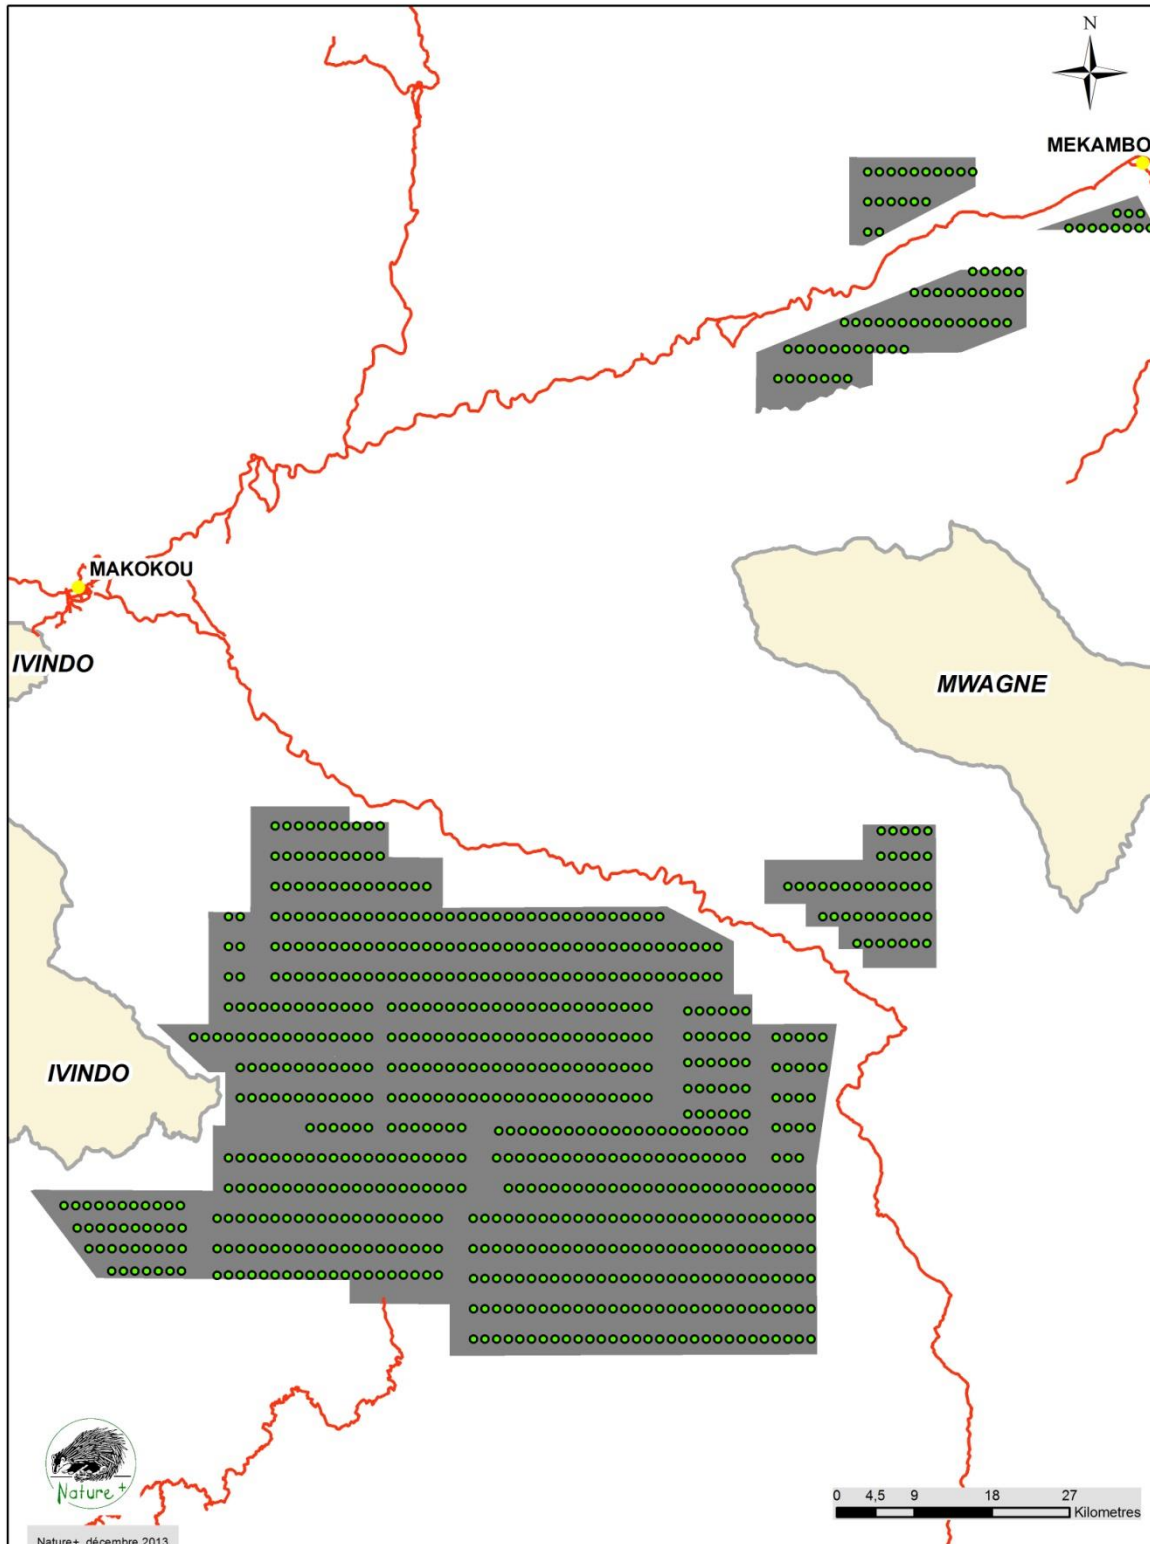 N
MEKAMBO
MAKOKOU
IVINDO
MWAGNE
IVINDO
Nature +
0 4,5 9 18 27
Kilometres
Nature+, décembre 2013